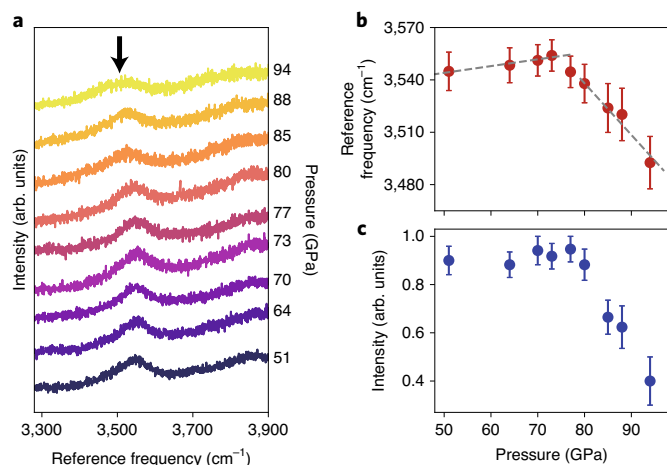 a
Intensity (arb. units)
94
88
85
80
77
73
70
64
51
Pressure (GPa)
3,300 3,500 3,700 3,900
Reference frequency (cm⁻¹)
b
Reference
frequency (cm⁻¹)
3,570
3,540
3,510
3,480
c
Intensity (arb. units)
1.0
0.8
0.6
0.4
50 60 70 80 90
Pressure (GPa)